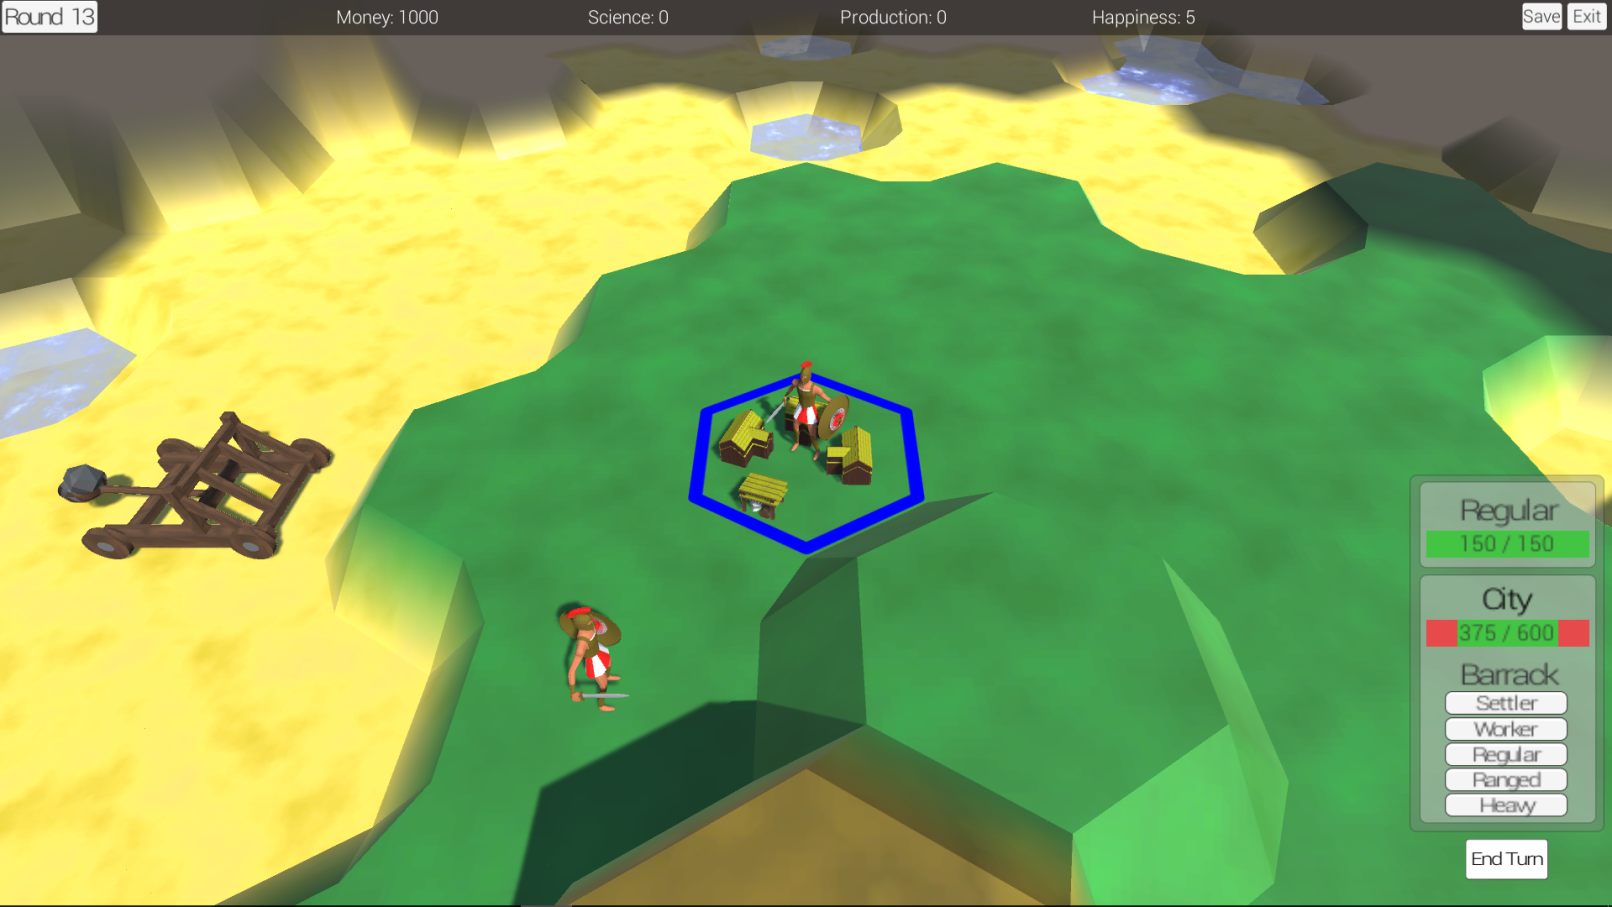 Round 13
Money: 1000
Science: 0
Production: 0
Happiness: 5
Save
Exit
Regular
150 / 150
City
375 / 600
Barrack
Settler
Worker
Regular
Ranged
Heavy
End Turn